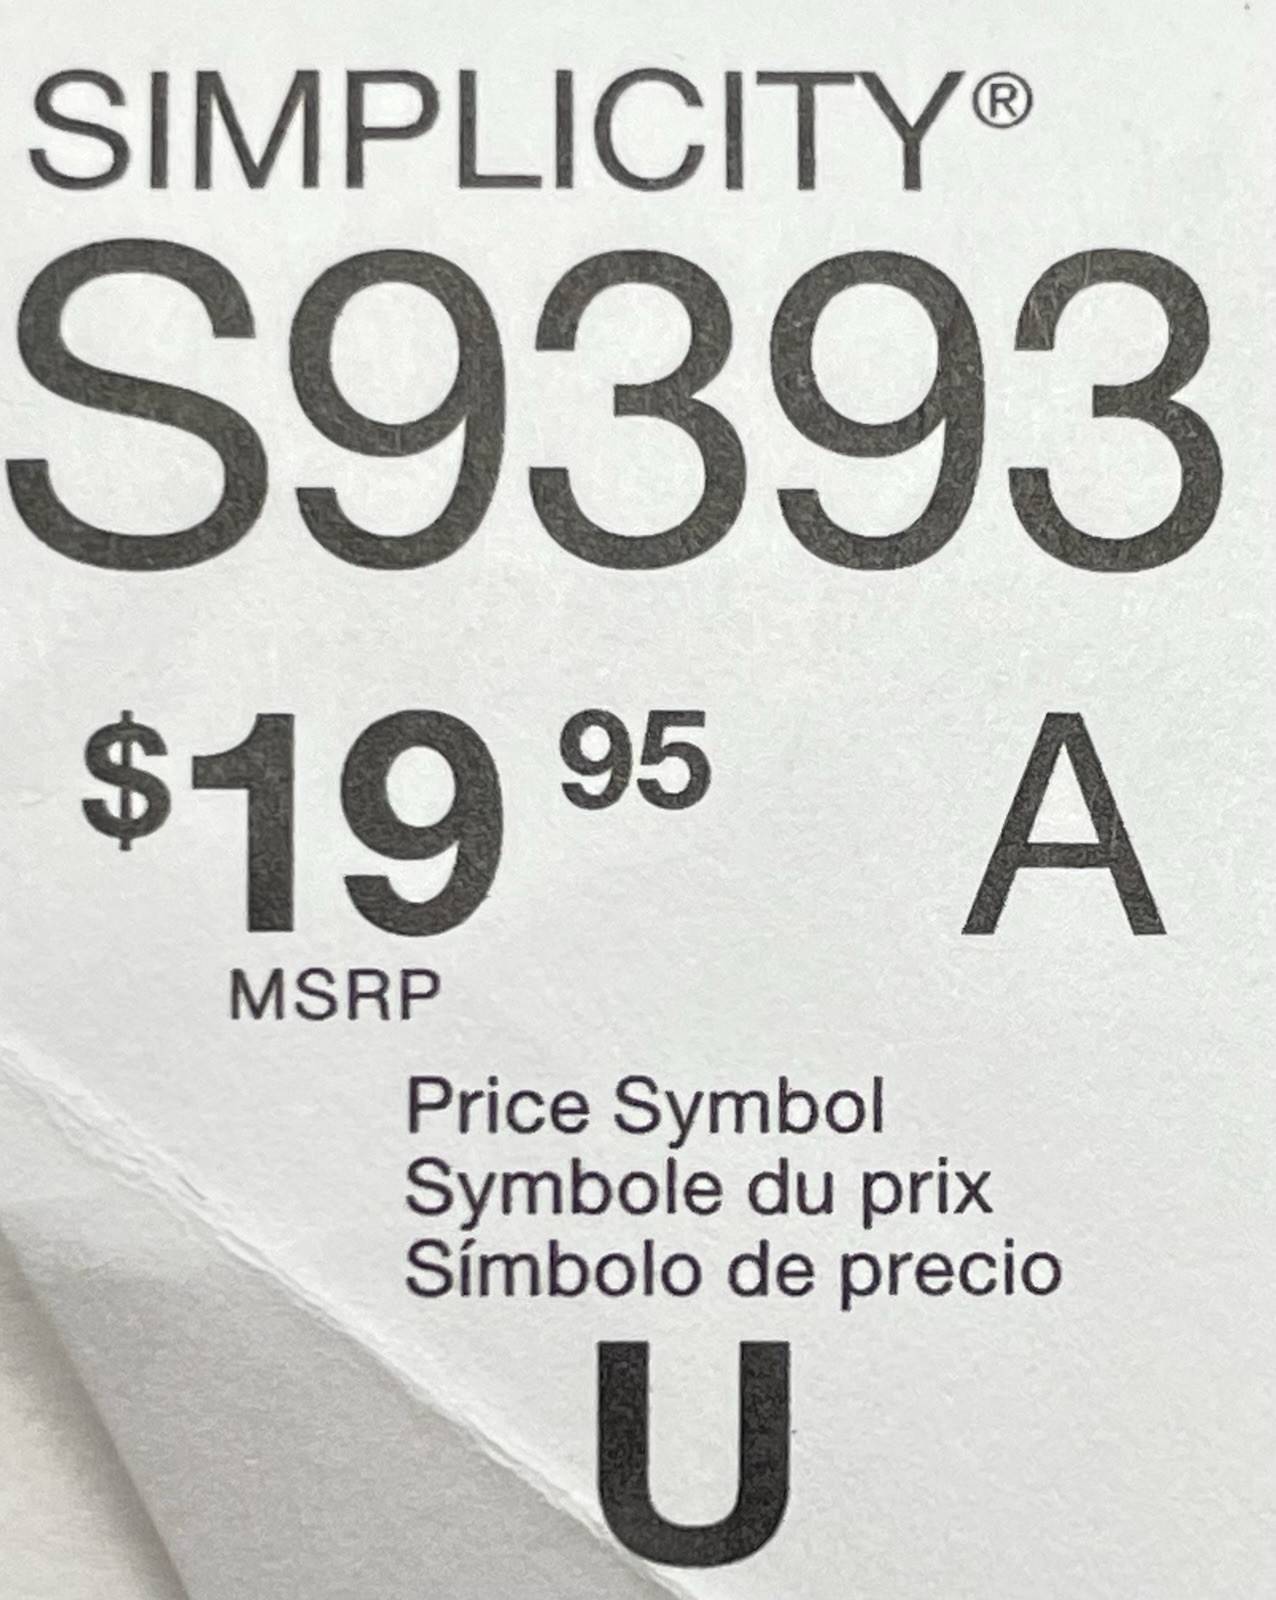 SIMPLICITY®
S9393
$19 95 A
MSRP
Price Symbol
Symbole du prix
Símbolo de precio
U